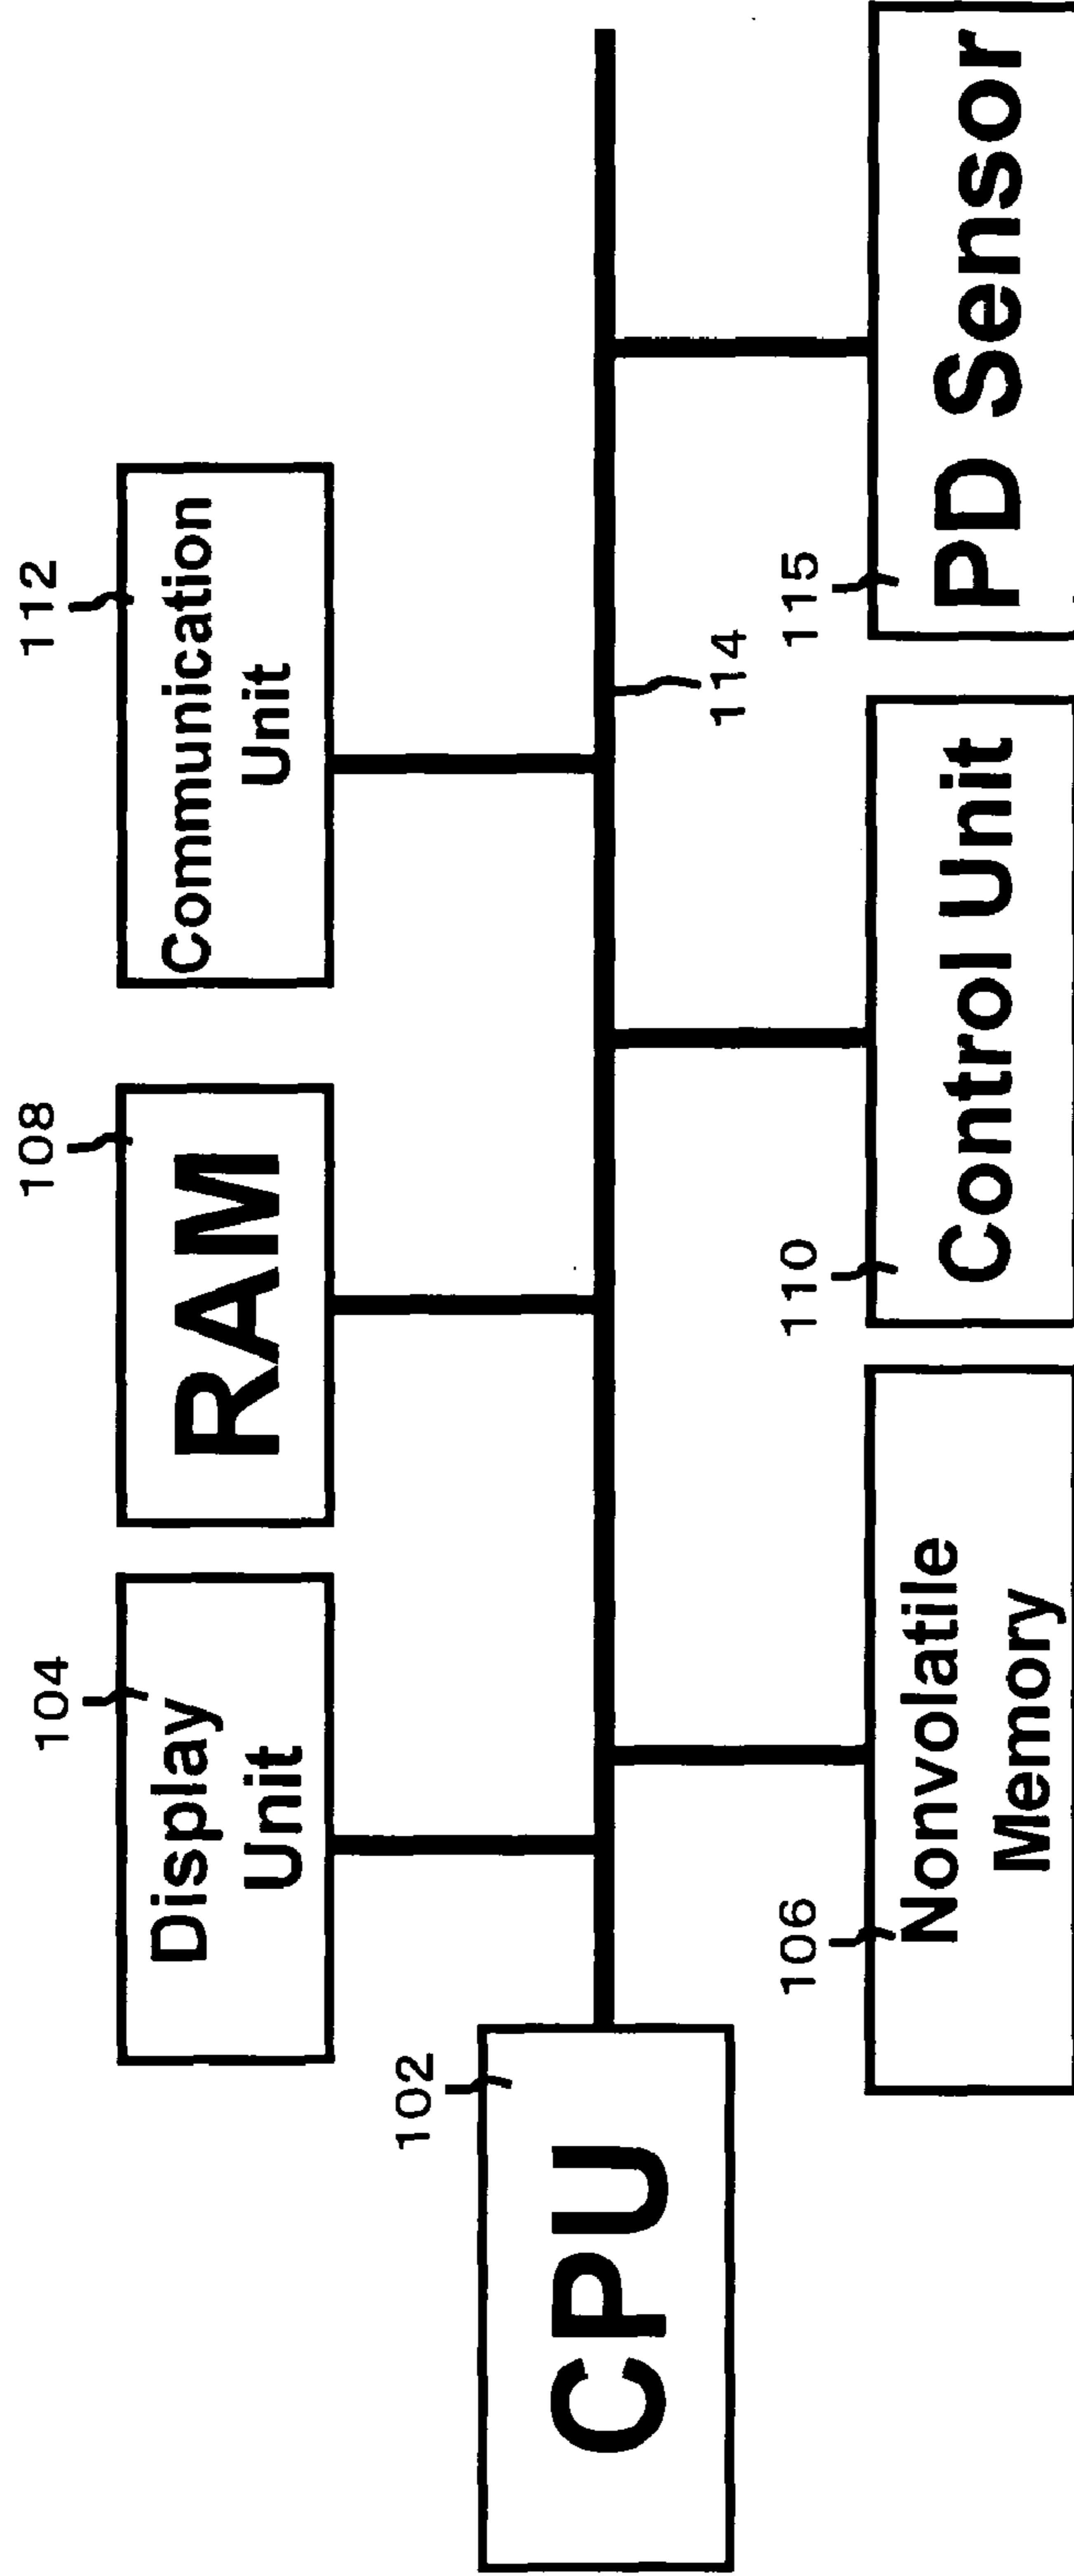 104
Display
Unit
108
RAM
112
Communication
Unit
102
CPU
114
106
Nonvolatile
Memory
110
Control Unit
115
PD Sensor